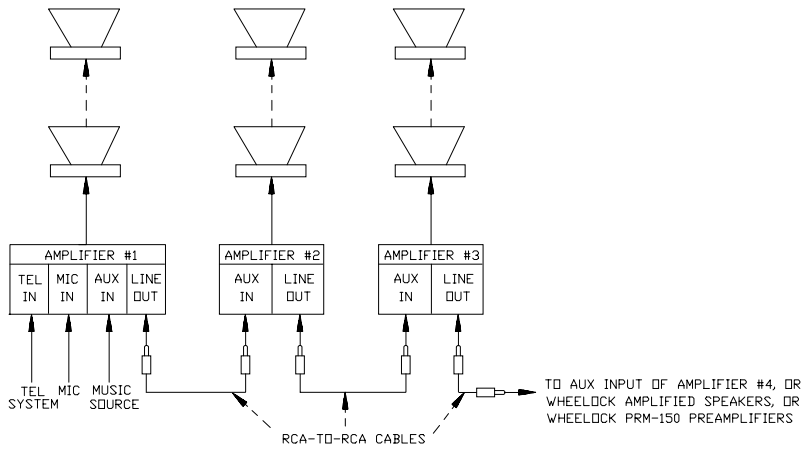 AMPLIFIER #1
AMPLIFIER #2
AMPLIFIER #3
TEL IN
MIC IN
AUX IN
LINE OUT
AUX IN
LINE OUT
AUX IN
LINE OUT
TEL SYSTEM
MIC
MUSIC SOURCE
RCA-TO-RCA CABLES
TO AUX INPUT OF AMPLIFIER #4, OR
WHEELOCK AMPLIFIED SPEAKERS, OR
WHEELOCK PRM-150 PREAMPLIFIERS